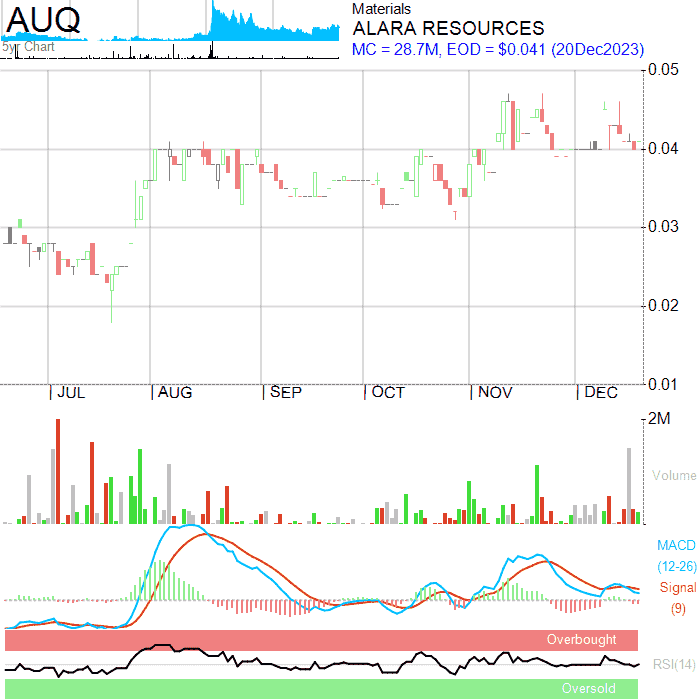 AUQ
5yr Chart
Materials
ALARA RESOURCES
MC = 28.7M, EOD = $0.041 (20Dec2023)
0.05
0.04
0.03
0.02
0.01
JUL AUG SEP OCT NOV DEC
2M
Volume
MACD
(12-26)
Signal
(9)
Overbought
RSI(14)
Oversold